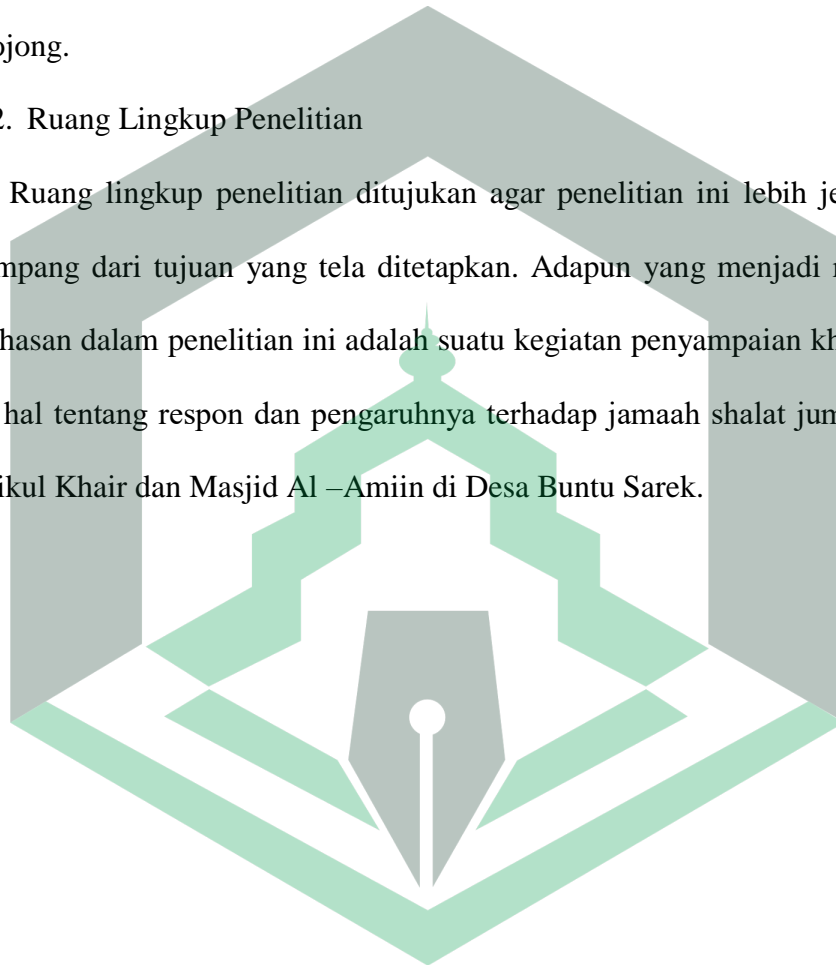 ojong.
2. Ruang Lingkup Penelitian
Ruang lingkup penelitian ditujukan agar penelitian ini lebih je
mpang dari tujuan yang tela ditetapkan. Adapun yang menjadi
hasan dalam penelitian ini adalah suatu kegiatan penyampaian kh
hal tentang respon dan pengaruhnya terhadap jamaah shalat jum
ikul Khair dan Masjid Al –Amiin di Desa Buntu Sarek.